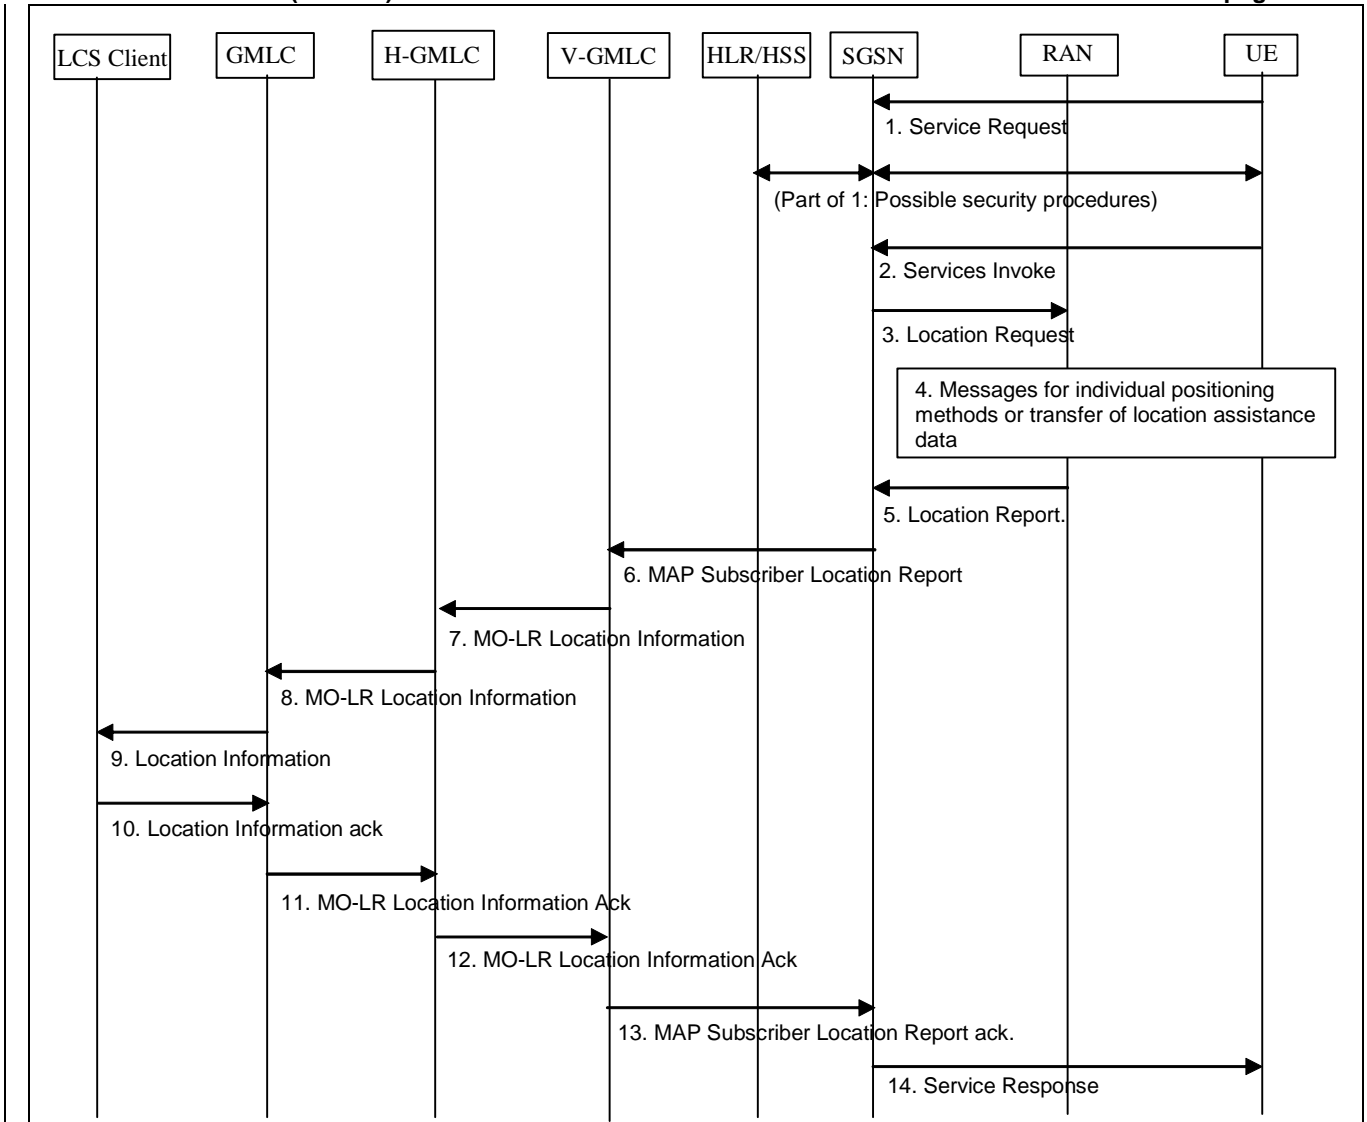 LCS Client
GMLC
H-GMLC
V-GMLC
HLR/HSS
SGSN
RAN
UE
1. Service Request
(Part of 1: Possible security procedures)
2. Services Invoke
3. Location Request
4. Messages for individual positioning
methods or transfer of location assistance
data
5. Location Report.
6. MAP Subscriber Location Report
7. MO-LR Location Information
8. MO-LR Location Information
9. Location Information
10. Location Information ack
11. MO-LR Location Information Ack
12. MO-LR Location Information Ack
13. MAP Subscriber Location Report ack.
14. Service Response